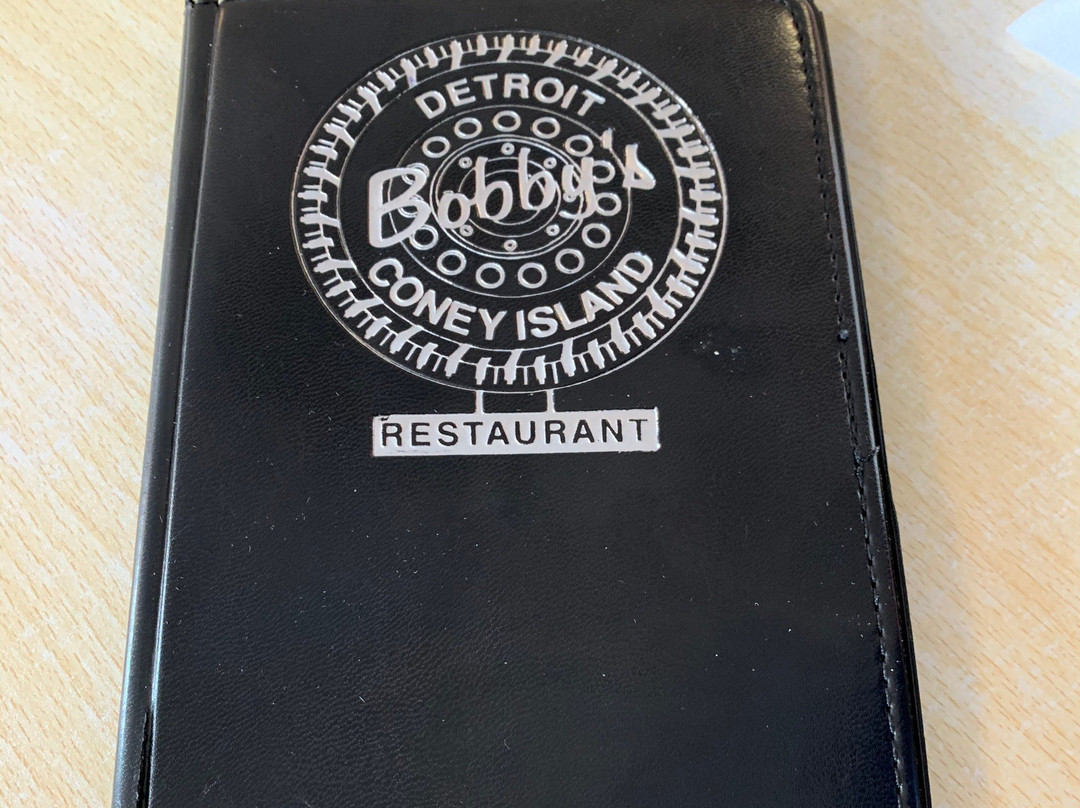 DETROIT
Bobby's
CONEY ISLAND
RESTAURANT